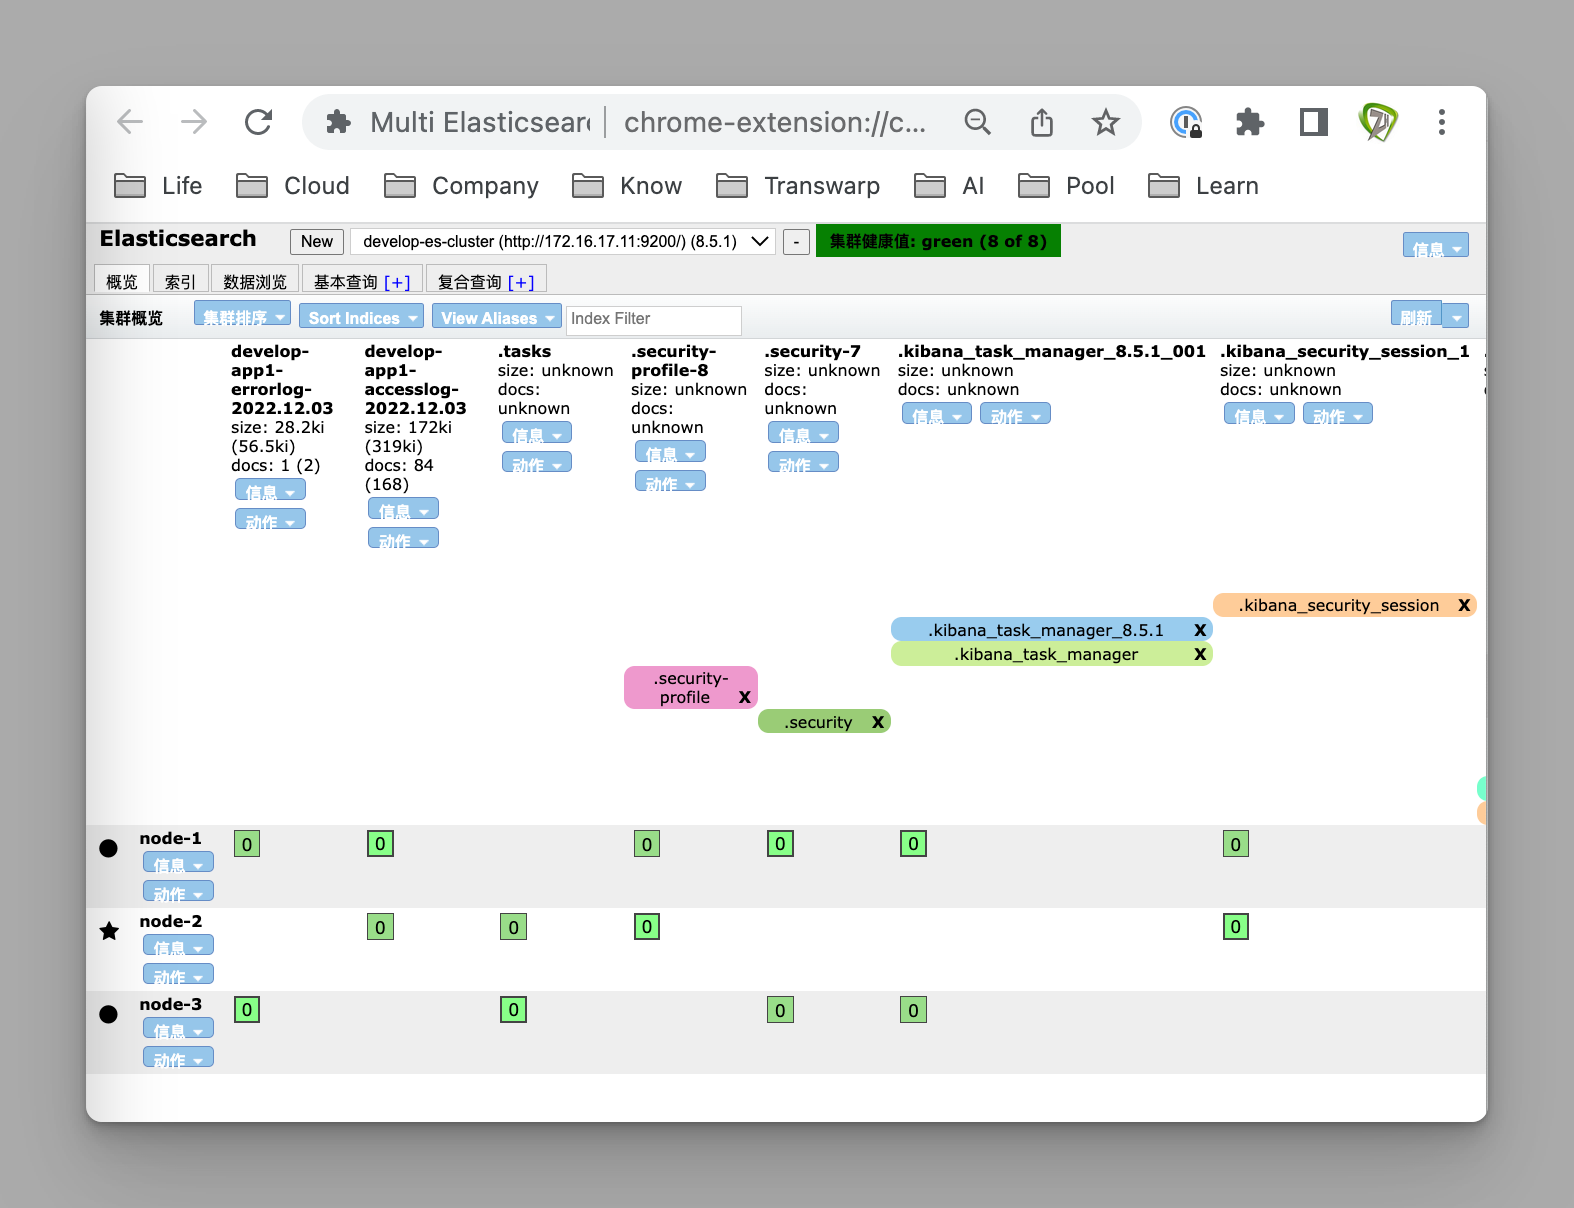 Multi Elasticsear
chrome-extension://c...
Life
Cloud
Company
Know
Transwarp
AI
Pool
Learn
Elasticsearch
New
develop-es-cluster (http://172.16.17.11:9200/) (8.5.1)
-
集群健康值: green (8 of 8)
信息
概览
索引
数据浏览
基本查询 [+]
复合查询 [+]
集群概览
集群排序
Sort Indices
View Aliases
Index Filter
刷新
develop-
app1-
errorlog-
2022.12.03
size: 28.2ki
(56.5ki)
docs: 1 (2)
信息
动作
develop-
app1-
accesslog-
2022.12.03
size: 172ki
(319ki)
docs: 84
(168)
信息
动作
.tasks
size: unknown
docs:
unknown
信息
动作
.security-
profile-8
size: unknown
docs:
unknown
信息
动作
.security-7
size: unknown
docs:
unknown
信息
动作
.kibana_task_manager_8.5.1_001
size: unknown
docs: unknown
信息
动作
.kibana_security_session_1
size: unknown
docs: unknown
信息
动作
.kibana_security_session X
.kibana_task_manager_8.5.1 X
.kibana_task_manager X
.security-
profile X
.security X
node-1
信息
动作
0 0 0 0 0 0
node-2
信息
动作
0 0 0 0
node-3
信息
动作
0 0 0 0